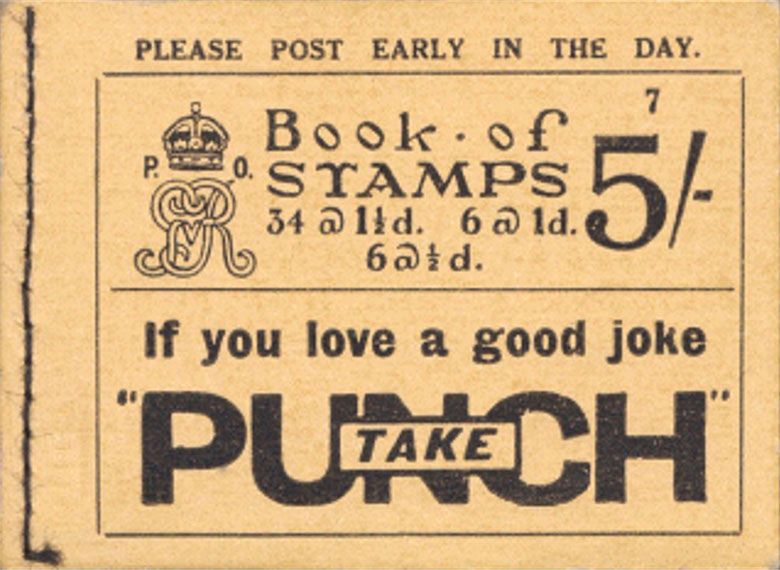 PLEASE POST EARLY IN THE DAY.
7
P. O.
GvR
Book · of
STAMPS
5/-
34 @ 1½d. 6 @ 1d.
6 @ ½d.
If you love a good joke
TAKE
"PUNCH"